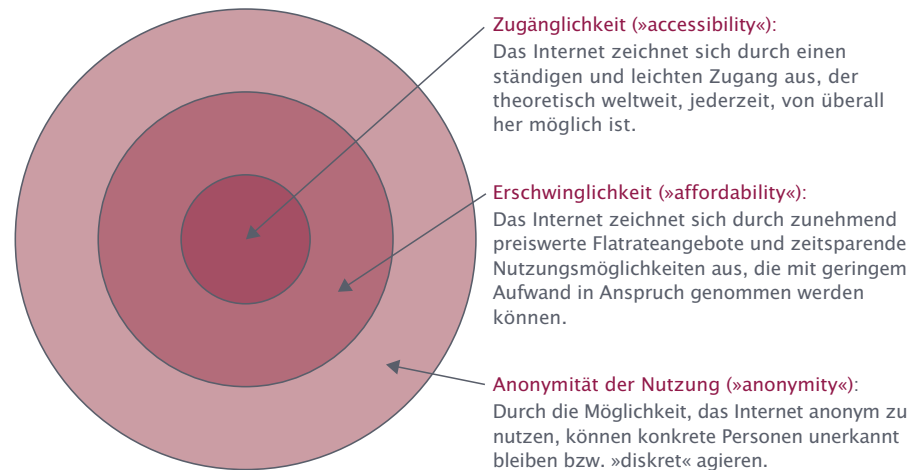 Zugänglichkeit (»accessibility«):
Das Internet zeichnet sich durch einen
ständigen und leichten Zugang aus, der
theoretisch weltweit, jederzeit, von überall
her möglich ist.
Erschwinglichkeit (»affordability«):
Das Internet zeichnet sich durch zunehmend
preiswerte Flatrateangebote und zeitsparende
Nutzungsmöglichkeiten aus, die mit geringem
Aufwand in Anspruch genommen werden
können.
Anonymität der Nutzung (»anonymity«):
Durch die Möglichkeit, das Internet anonym zu
nutzen, können konkrete Personen unerkannt
bleiben bzw. »diskret« agieren.